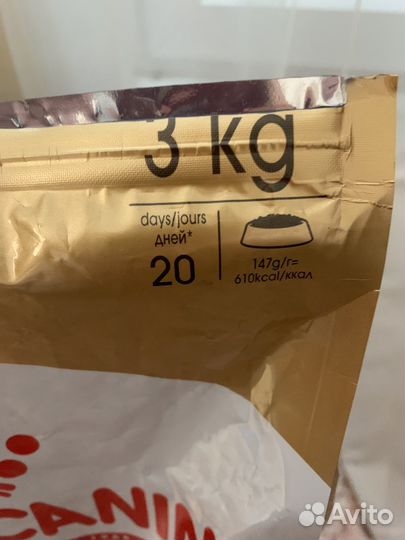 3 kg
days/jours
дней*
20
147g/г=
610kcal/ккал
CANIN
Avito